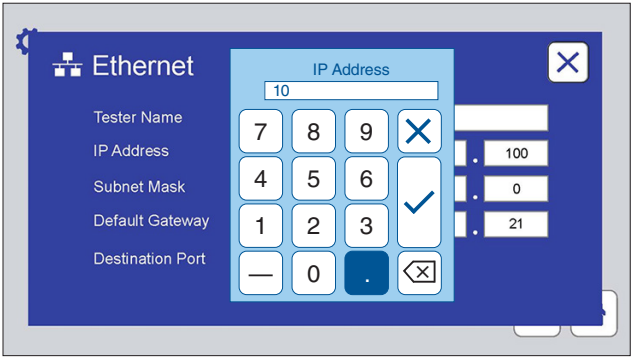 Ethernet
IP Address
10
Tester Name
IP Address
. 100
Subnet Mask
. 0
Default Gateway
. 21
Destination Port
7 8 9
4 5 6
1 2 3
— 0 .